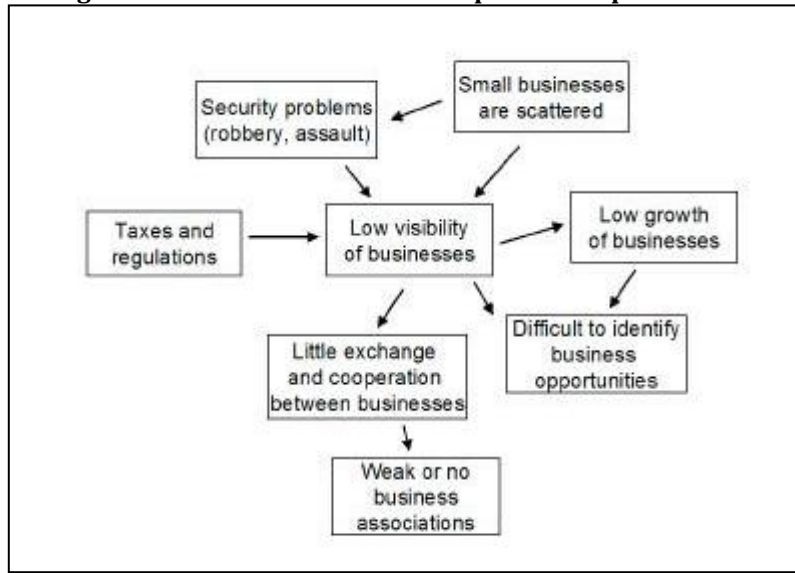 Small businesses
are scattered
Security problems
(robbery, assault)
Low visibility
of businesses
Low growth
of businesses
Taxes and
regulations
Difficult to identify
business
opportunities
Little exchange
and cooperation
between businesses
Weak or no
business
associations